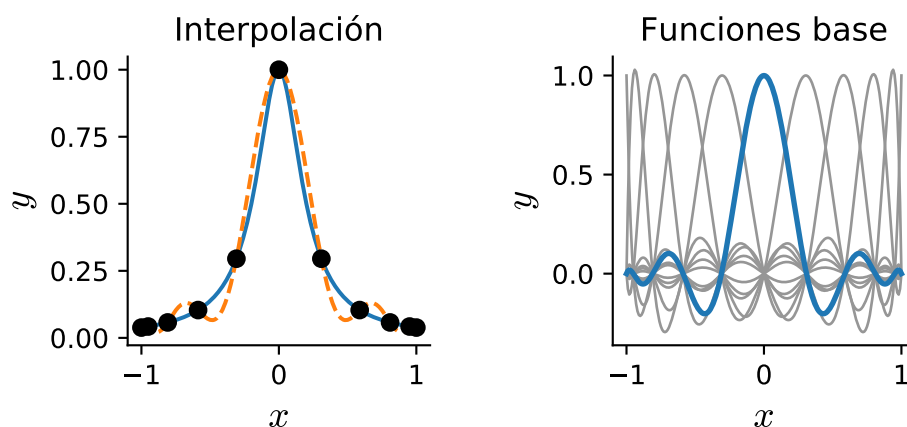 Interpolación
1.00
0.75
0.50
0.25
0.00
y
−1
0
1
x
Funciones base
1.0
0.5
0.0
y
−1
0
1
x